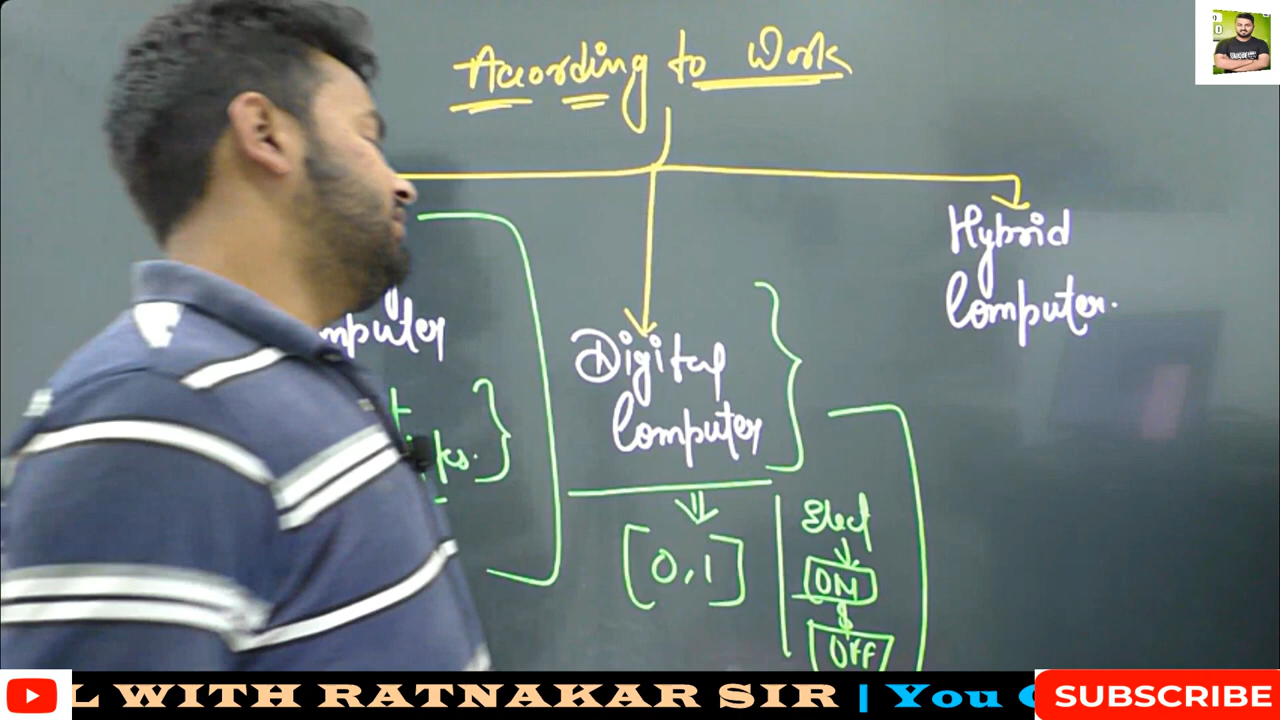 According to Work
Hybrid
Computer.
mputer
Digital
Computer
[0,1]
Elect
ON
&
OFF
L WITH RATNAKAR SIR | You
SUBSCRIBE